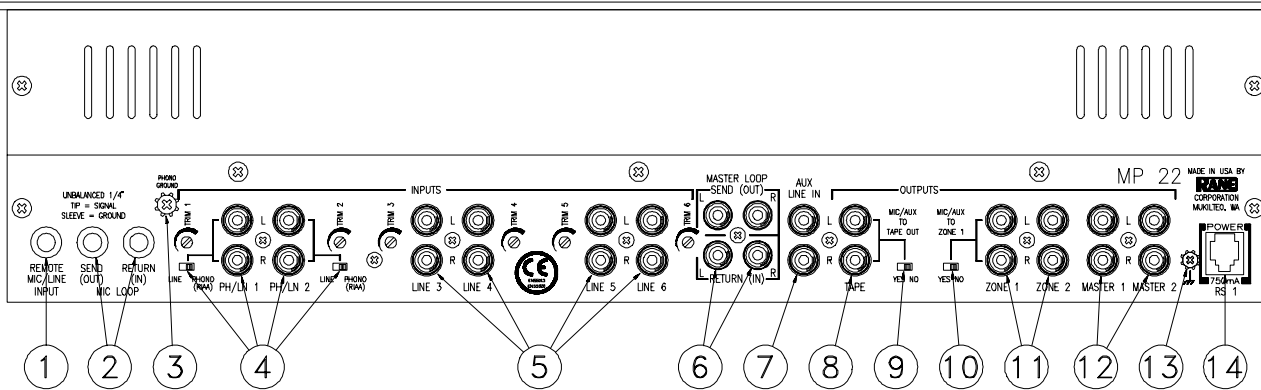 UNBALANCED 1/4"
TIP = SIGNAL
SLEEVE = GROUND
REMOTE
MIC/LINE
INPUT
SEND
(OUT)
RETURN
(IN)
MIC LOOP
PHONO
GROUND
INPUTS
TRIM 1
TRIM 2
TRIM 3
TRIM 4
TRIM 5
TRIM 6
L
R
LINE PHONO
(RIAA)
PH/LN 1
PH/LN 2
LINE PHONO
(RIAA)
L
R
LINE 3
LINE 4
CE
L
R
LINE 5
LINE 6
MASTER LOOP
SEND (OUT)
L R
L R
RETURN (IN)
AUX
LINE IN
OUTPUTS
L
R
TAPE
MIC/AUX
TO
TAPE OUT
YES NO
MIC/AUX
TO
ZONE 1
YES NO
L
R
ZONE 1
ZONE 2
L
R
MASTER 1
MASTER 2
MP 22
MADE IN USA BY
RANE
CORPORATION
MUKILTEO, WA
POWER
750mA
RS 1
1 2 3 4 5 6 7 8 9 10 11 12 13 14